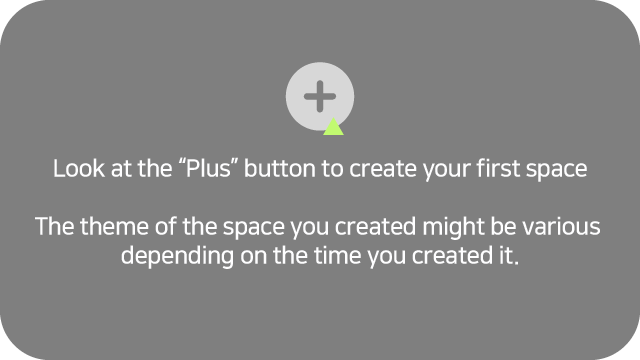 Look at the “Plus” button to create your first space
The theme of the space you created might be various
depending on the time you created it.